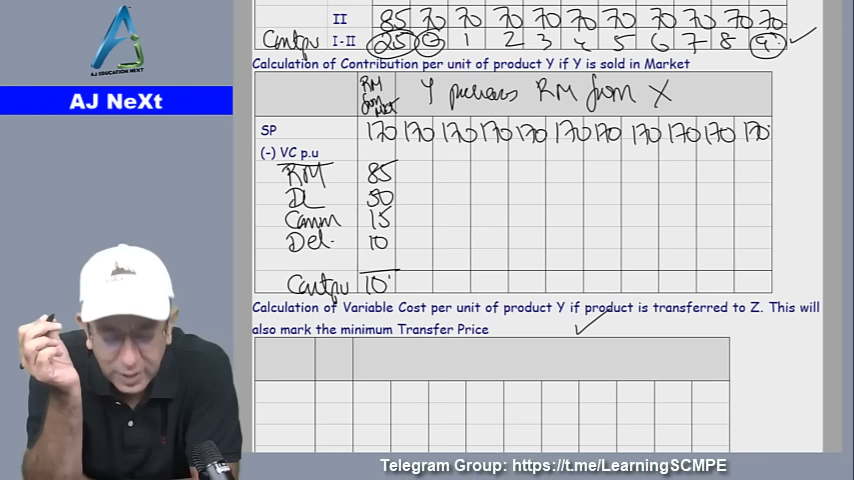 II 85 70 70 70 70 70 70 70 70 70 70
Contpu I-II 25 0 1 2 3 4 5 6 7 8 9
AJ EDUCATION NEXT
AJ NeXt
Calculation of Contribution per unit of product Y if Y is sold in Market
RM from Y purchases RM from X
SP 170 170 170 170 170 170 170 170 170 170 170
(-) VC p.u
RM 85
DL 50
Comm 15
Del. 10
Contpu 10
Calculation of Variable Cost per unit of product Y if product is transferred to Z. This will
also mark the minimum Transfer Price
Telegram Group: https://t.me/LearningSCMPE